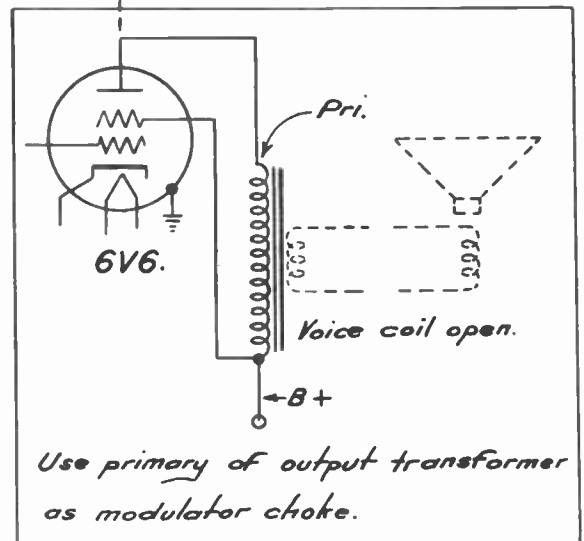 Pri.
6V6.
Voice coil open.
B+
Use primary of output transformer
as modulator choke.